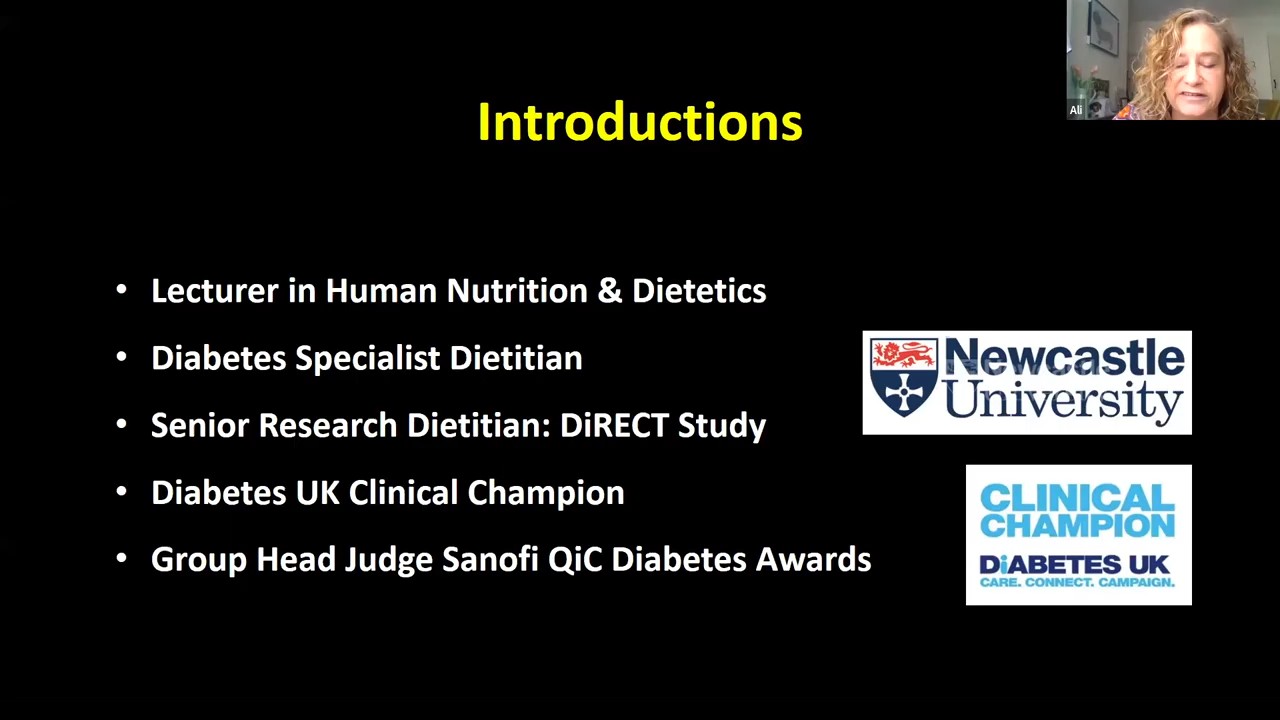 Ali
Introductions
• Lecturer in Human Nutrition & Dietetics
• Diabetes Specialist Dietitian
• Senior Research Dietitian: DiRECT Study
• Diabetes UK Clinical Champion
• Group Head Judge Sanofi QiC Diabetes Awards
Newcastle
University
CLINICAL
CHAMPION
DiABETES UK
CARE. CONNECT. CAMPAIGN.